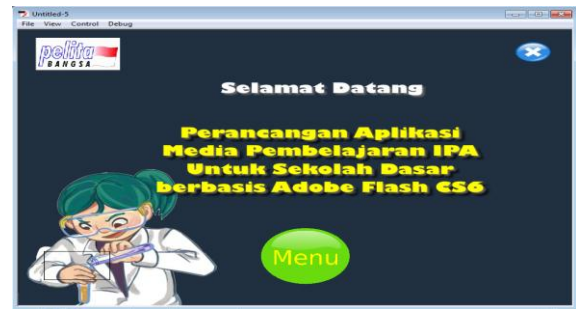 Untitled-5
File View Control Debug
pelita
BANGSA
Selamat Datang
Perancangan Aplikasi
Media Pembelajaran IPA
Untuk Sekolah Dasar
berbasis Adobe Flash CS6
Menu